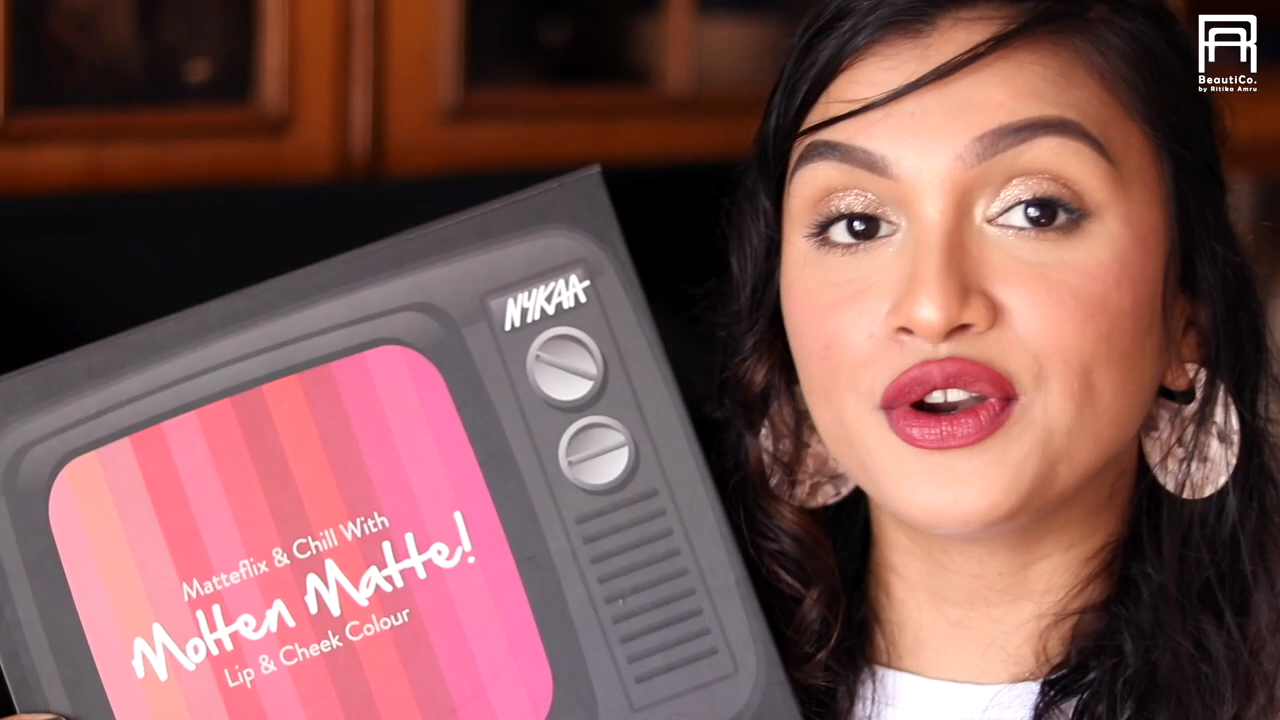 NYKAA
Matteflix & Chill With
Molten Matte!
Lip & Cheek Colour
BeautiCo.
by Ritika Amru